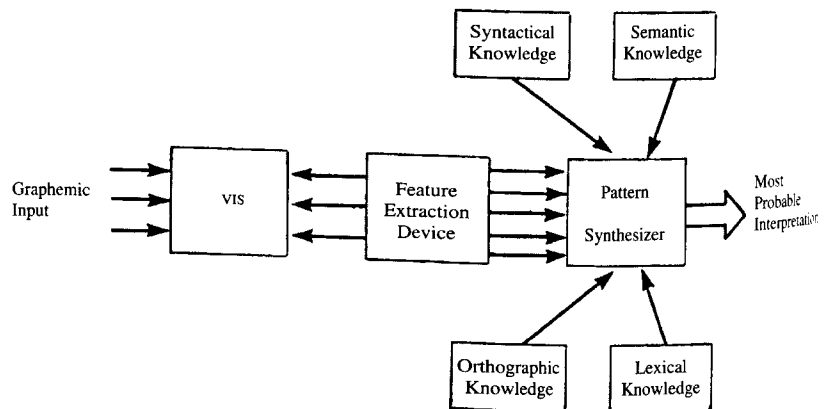 Syntactical
Knowledge
Semantic
Knowledge
Graphemic
Input
VIS
Feature
Extraction
Device
Pattern
Synthesizer
Most
Probable
Interpretation
Orthographic
Knowledge
Lexical
Knowledge